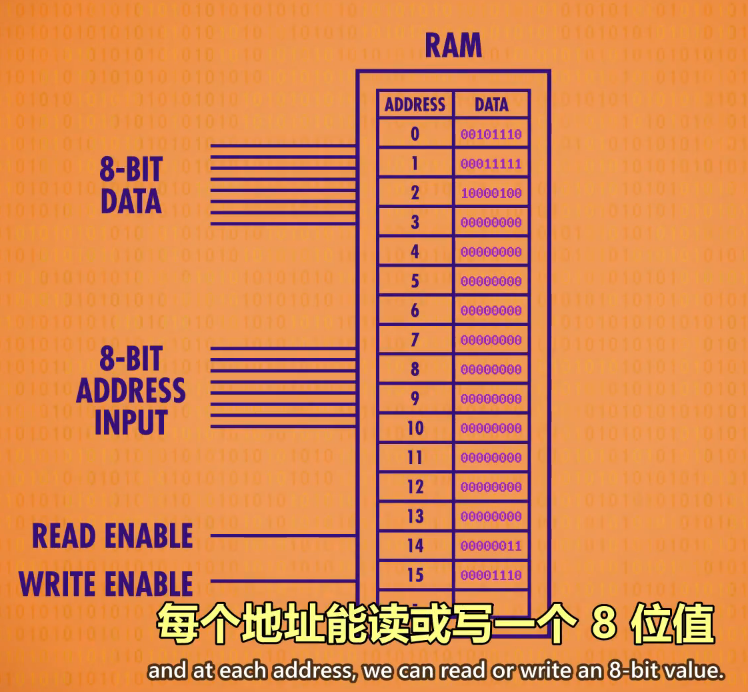 RAM
ADDRESS DATA
0 00101110
1 00011111
2 10000100
3 00000000
4 00000000
5 00000000
6 00000000
7 00000000
8 00000000
9 00000000
10 00000000
11 00000000
12 00000000
13 00000000
14 00000011
15 00001110
8-BIT
DATA
8-BIT
ADDRESS
INPUT
READ ENABLE
WRITE ENABLE
每个地址能读或写一个 8 位值
and at each address, we can read or write an 8-bit value.